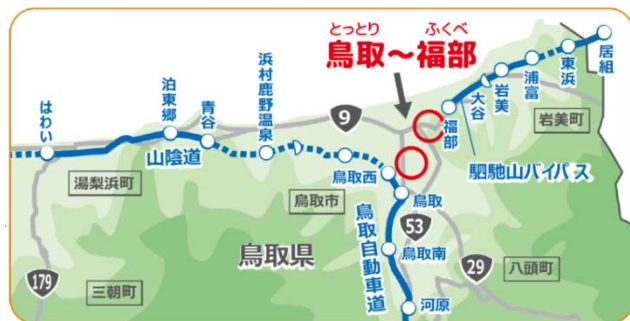 とっとり ふくべ
鳥取～福部
居組
東浜
浦富
岩美
大谷
福部
岩美町
駟馳山バイパス
浜村鹿野温泉
青谷
泊東郷
はわい
9
山陰道
湯梨浜町
鳥取市
鳥取西
鳥取
鳥取自動車道
53
鳥取南
鳥取県
29
八頭町
179
三朝町
河原